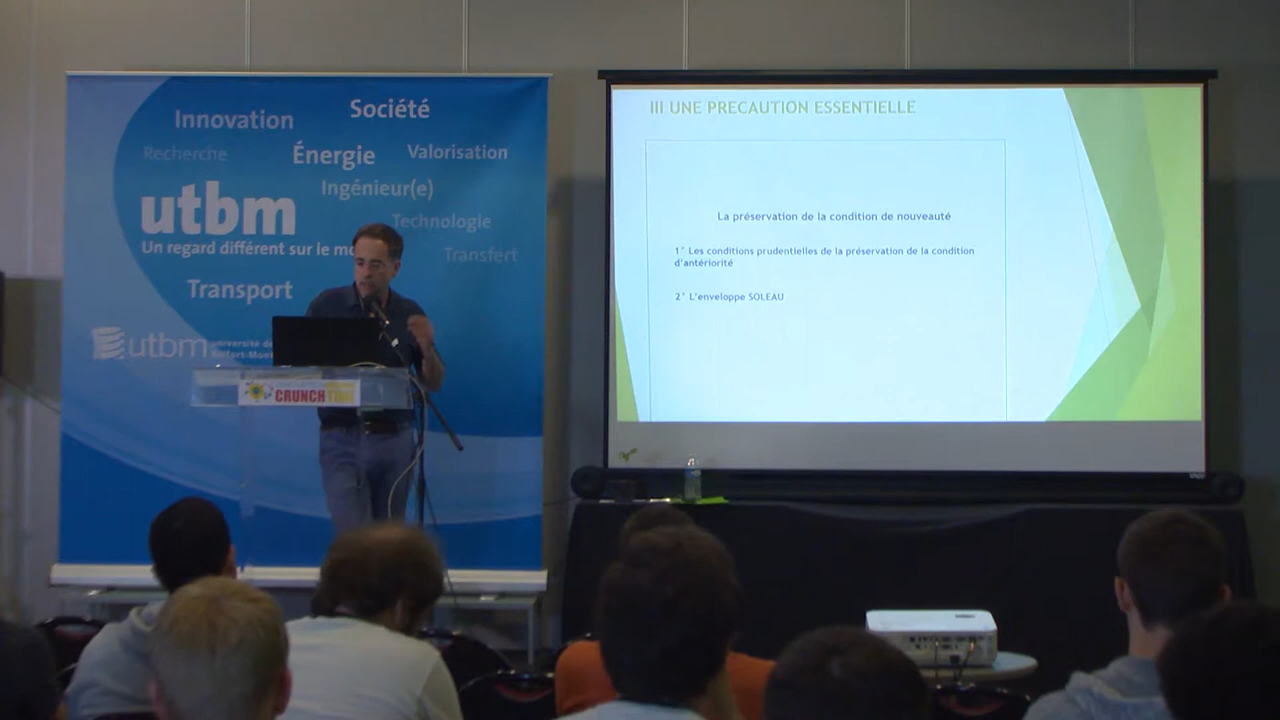 Société
Innovation
Recherche
Énergie
Valorisation
Ingénieur(e)
utbm
Technologie
Un regard différent sur le mo
Transfert
Transport
utbm
université de
CRUNCH TIME
III UNE PRECAUTION ESSENTIELLE
La préservation de la condition de nouveauté
1° Les conditions prudentielles de la préservation de la condition
d'antériorité
2° L'enveloppe SOLEAU